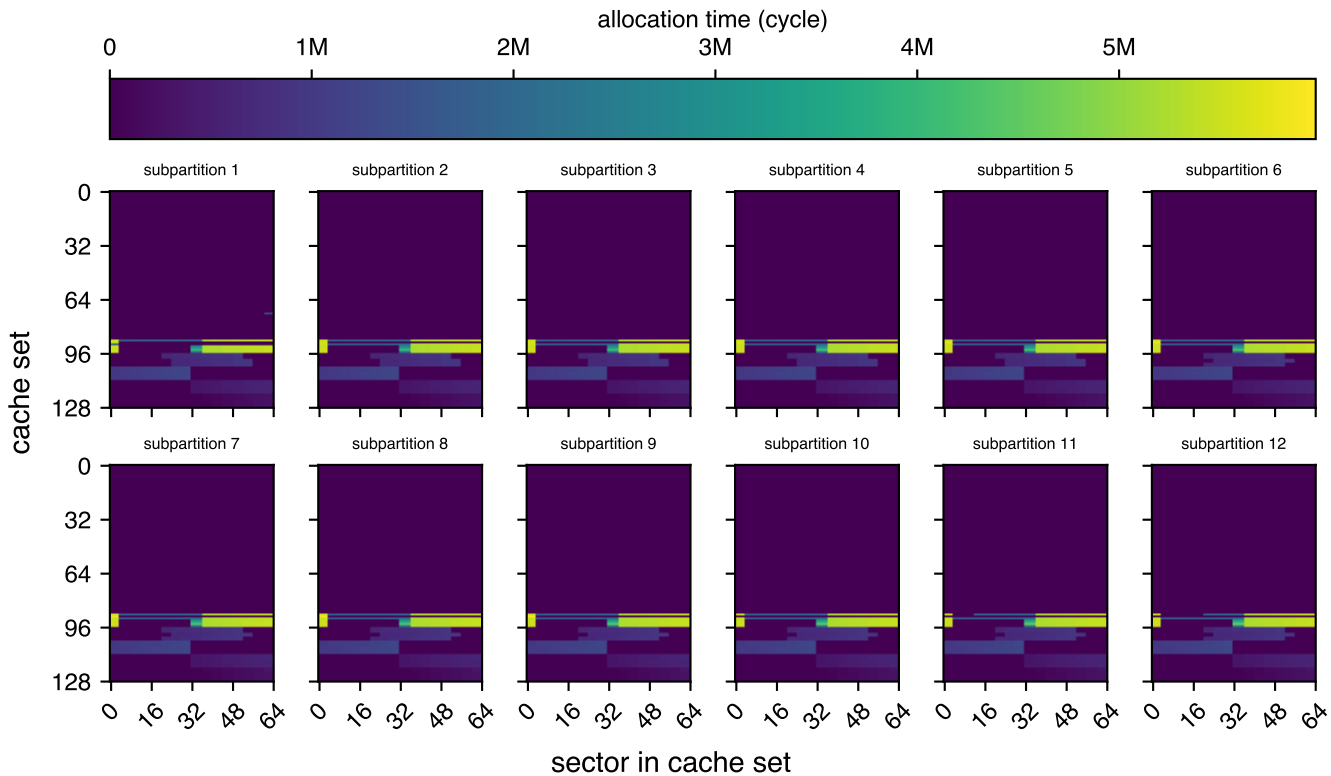 allocation time (cycle)
0 1M 2M 3M 4M 5M
subpartition 1 subpartition 2 subpartition 3 subpartition 4 subpartition 5 subpartition 6
0
32
64
96
128
cache set
subpartition 7 subpartition 8 subpartition 9 subpartition 10 subpartition 11 subpartition 12
0
32
64
96
128
0 16 32 48 64 0 16 32 48 64 0 16 32 48 64 0 16 32 48 64 0 16 32 48 64 0 16 32 48 64
sector in cache set